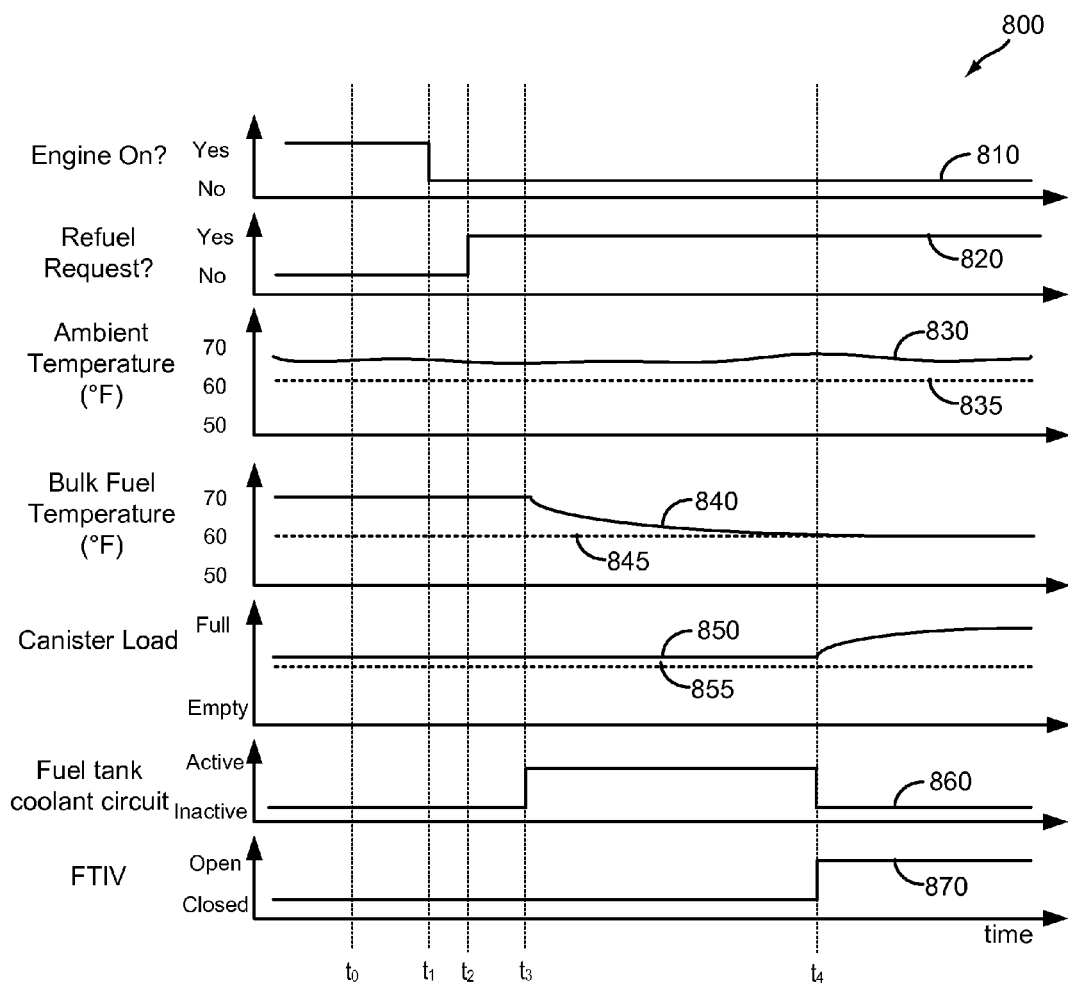 800
Engine On?
Yes
No
810
Refuel
Request?
Yes
No
820
Ambient
Temperature
(°F)
70
60
50
830
835
Bulk Fuel
Temperature
(°F)
70
60
50
840
845
Canister Load
Full
Empty
850
855
Fuel tank
coolant circuit
Active
Inactive
860
FTIV
Open
Closed
870
time
t0
t1
t2
t3
t4